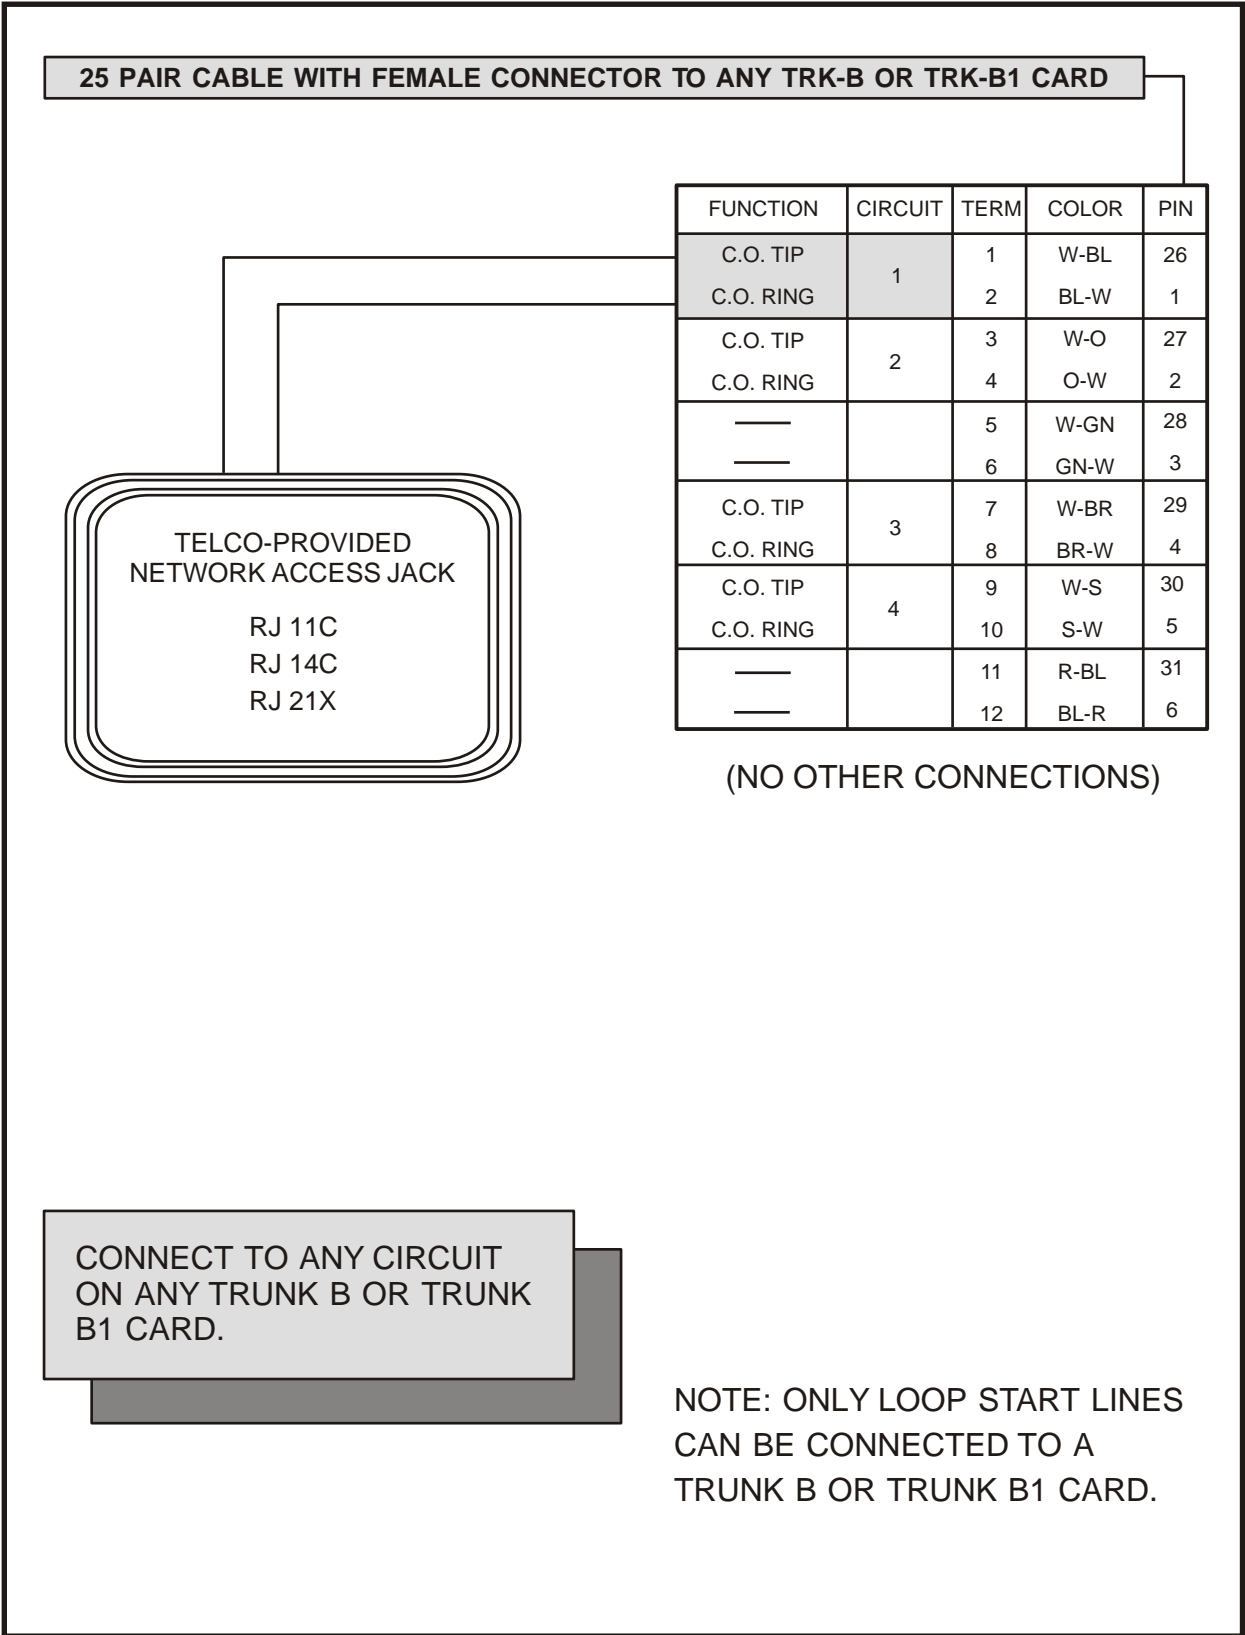 25 PAIR CABLE WITH FEMALE CONNECTOR TO ANY TRK-B OR TRK-B1 CARD
FUNCTION CIRCUIT TERM COLOR PIN
C.O. TIP 1 1 W-BL 26
C.O. RING 2 BL-W 1
C.O. TIP 2 3 W-O 27
C.O. RING 4 O-W 2
—— 5 W-GN 28
—— 6 GN-W 3
C.O. TIP 3 7 W-BR 29
C.O. RING 8 BR-W 4
C.O. TIP 4 9 W-S 30
C.O. RING 10 S-W 5
—— 11 R-BL 31
—— 12 BL-R 6
(NO OTHER CONNECTIONS)
TELCO-PROVIDED
NETWORK ACCESS JACK
RJ 11C
RJ 14C
RJ 21X
CONNECT TO ANY CIRCUIT
ON ANY TRUNK B OR TRUNK
B1 CARD.
NOTE: ONLY LOOP START LINES
CAN BE CONNECTED TO A
TRUNK B OR TRUNK B1 CARD.